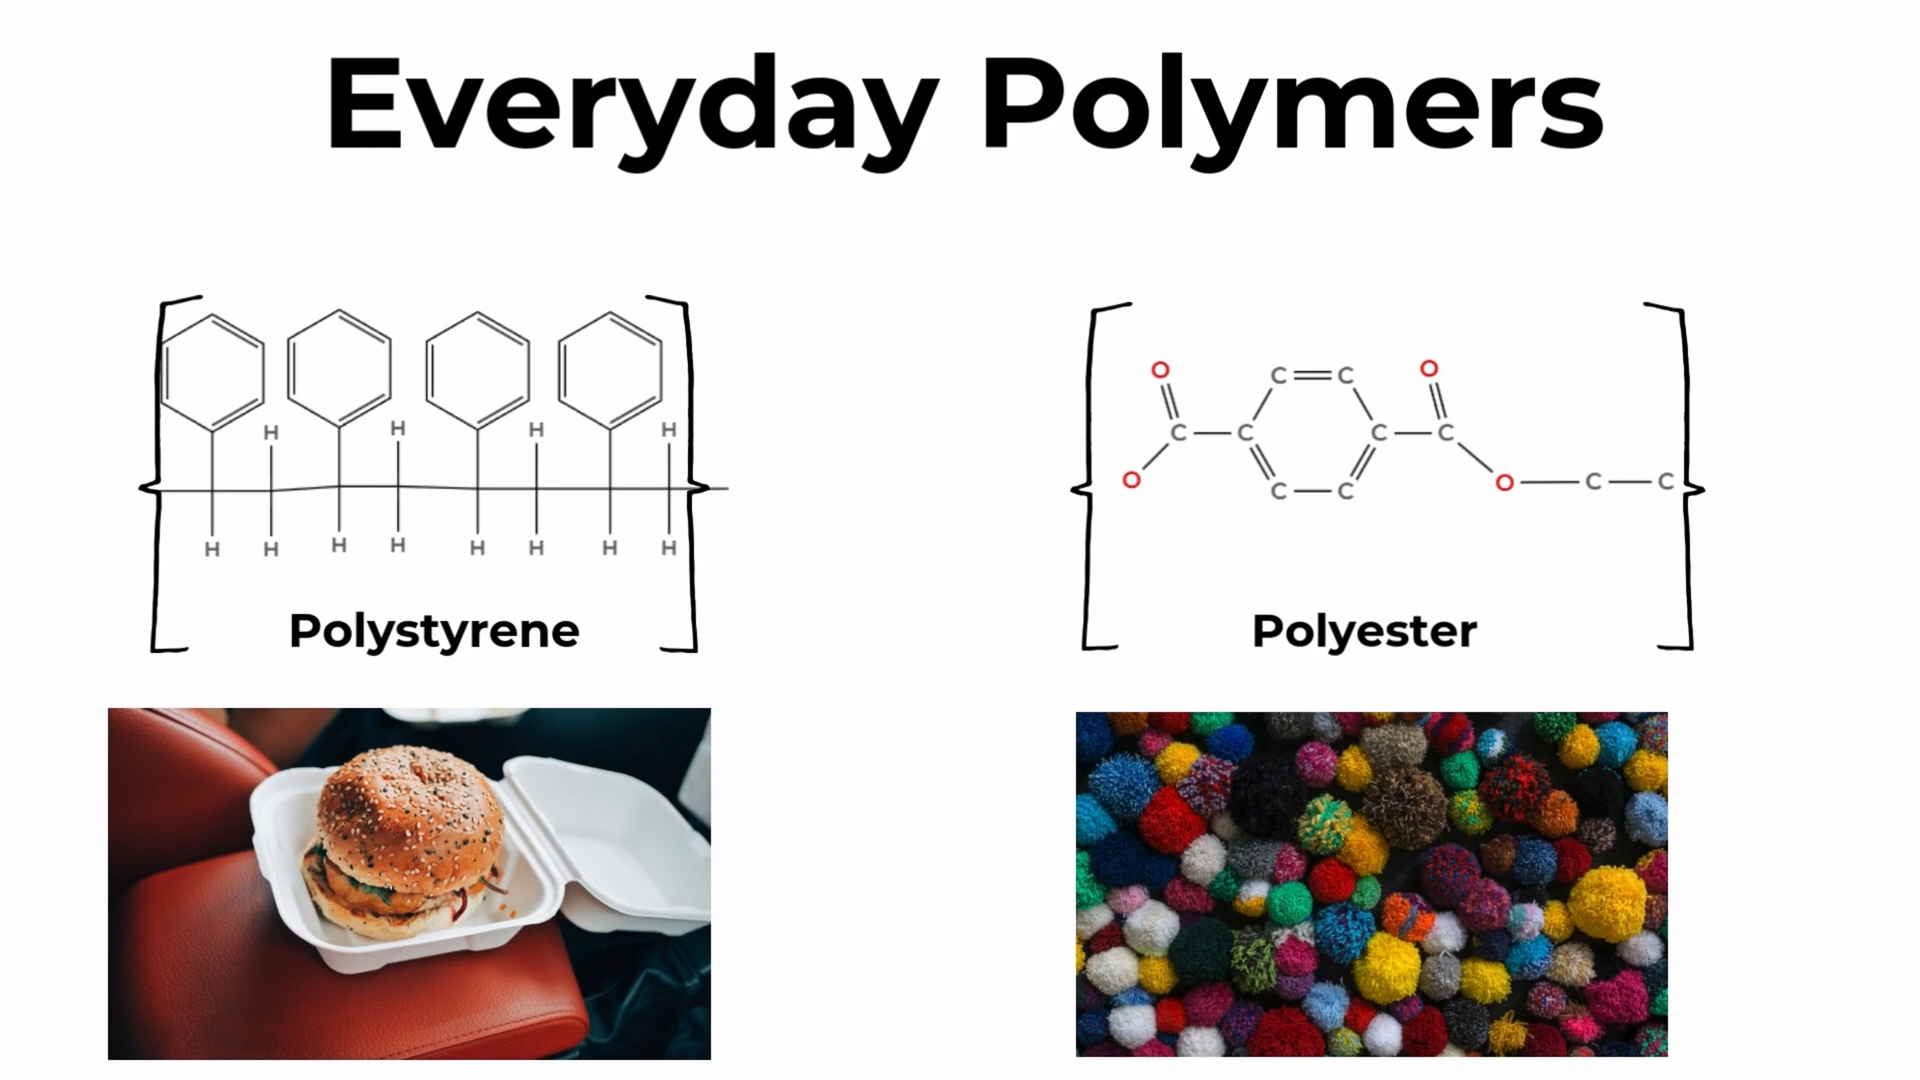 Everyday Polymers
H H H H
H H H H H H H H
Polystyrene
O O
C C
C C C C
O O C C
C C
Polyester